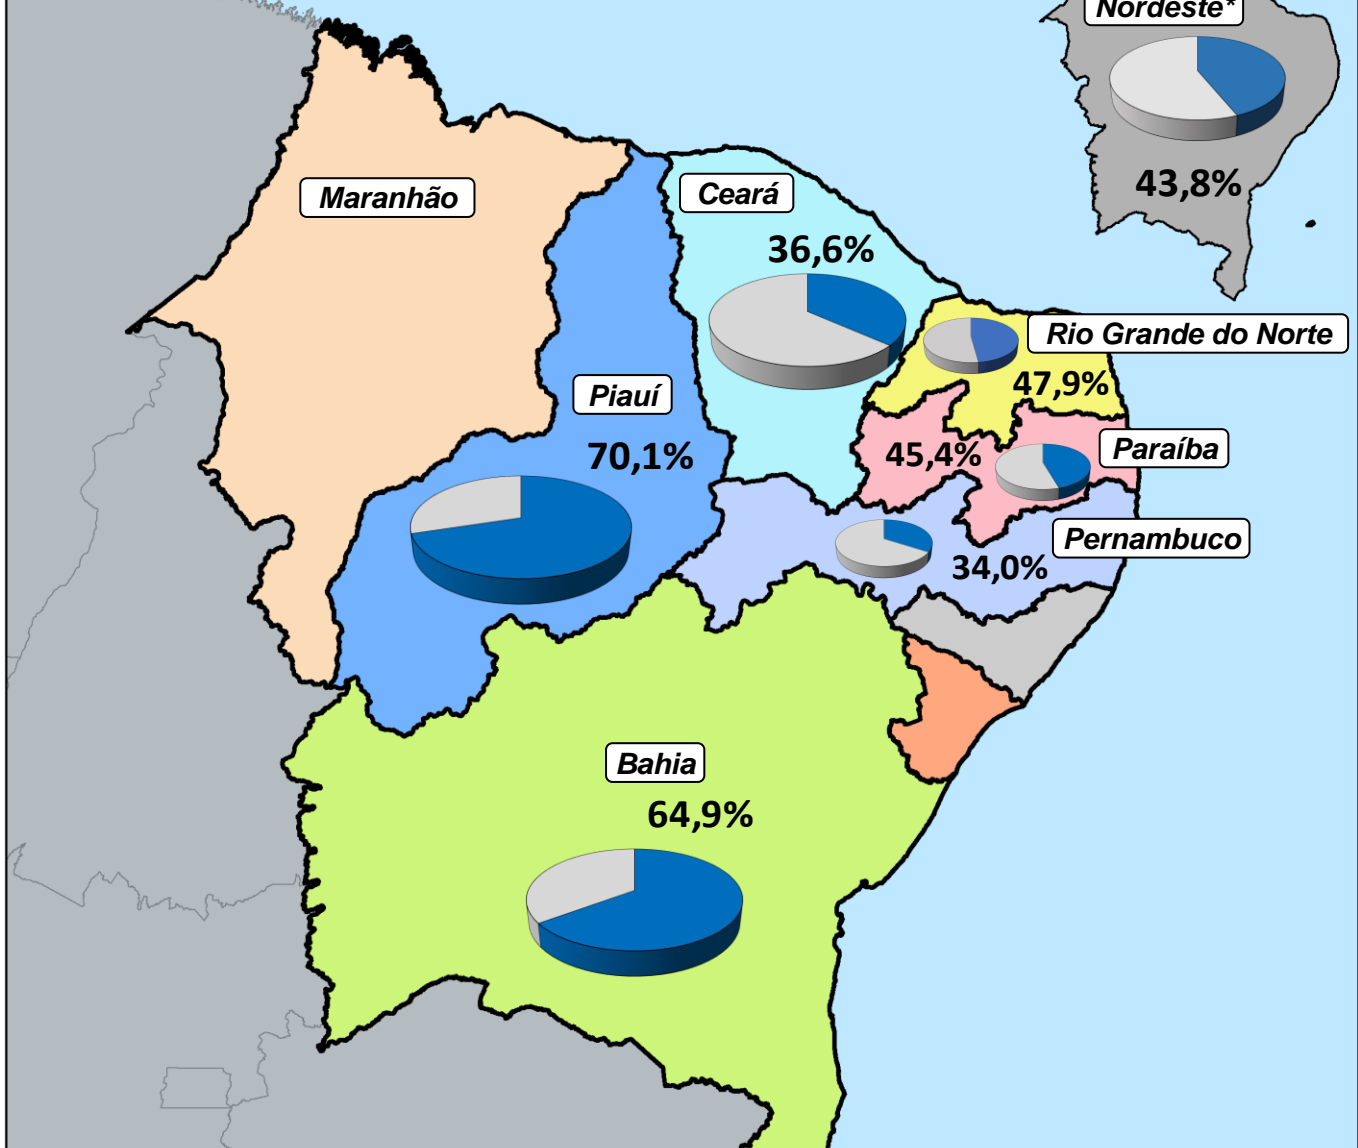 Nordeste*
43,8%
Maranhão
Ceará
36,6%
Rio Grande do Norte
47,9%
Piauí
70,1%
Paraíba
45,4%
Pernambuco
34,0%
Bahia
64,9%